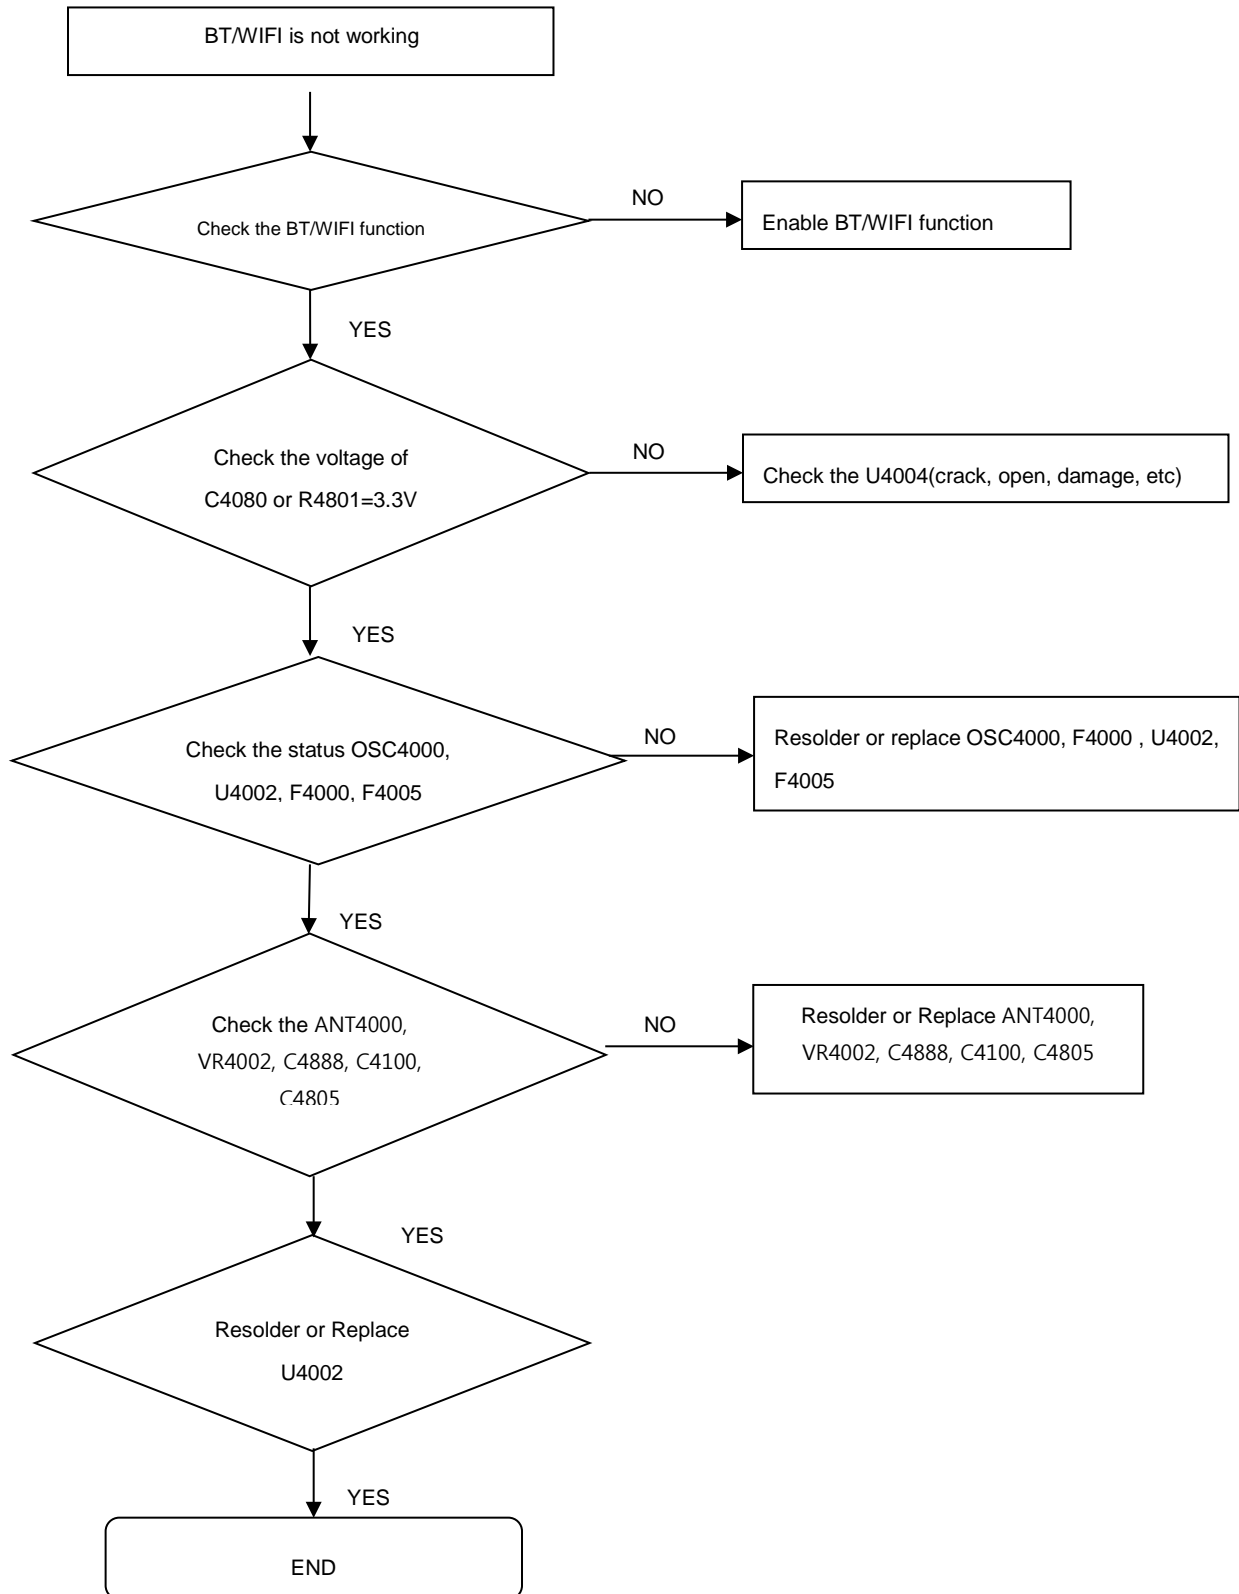 BT/WIFI is not working
Check the BT/WIFI function
NO
Enable BT/WIFI function
YES
Check the voltage of
C4080 or R4801=3.3V
NO
Check the U4004(crack, open, damage, etc)
YES
Check the status OSC4000,
U4002, F4000, F4005
NO
Resolder or replace OSC4000, F4000 , U4002,
F4005
YES
Check the ANT4000,
VR4002, C4888, C4100,
C4805
NO
Resolder or Replace ANT4000,
VR4002, C4888, C4100, C4805
YES
Resolder or Replace
U4002
YES
END